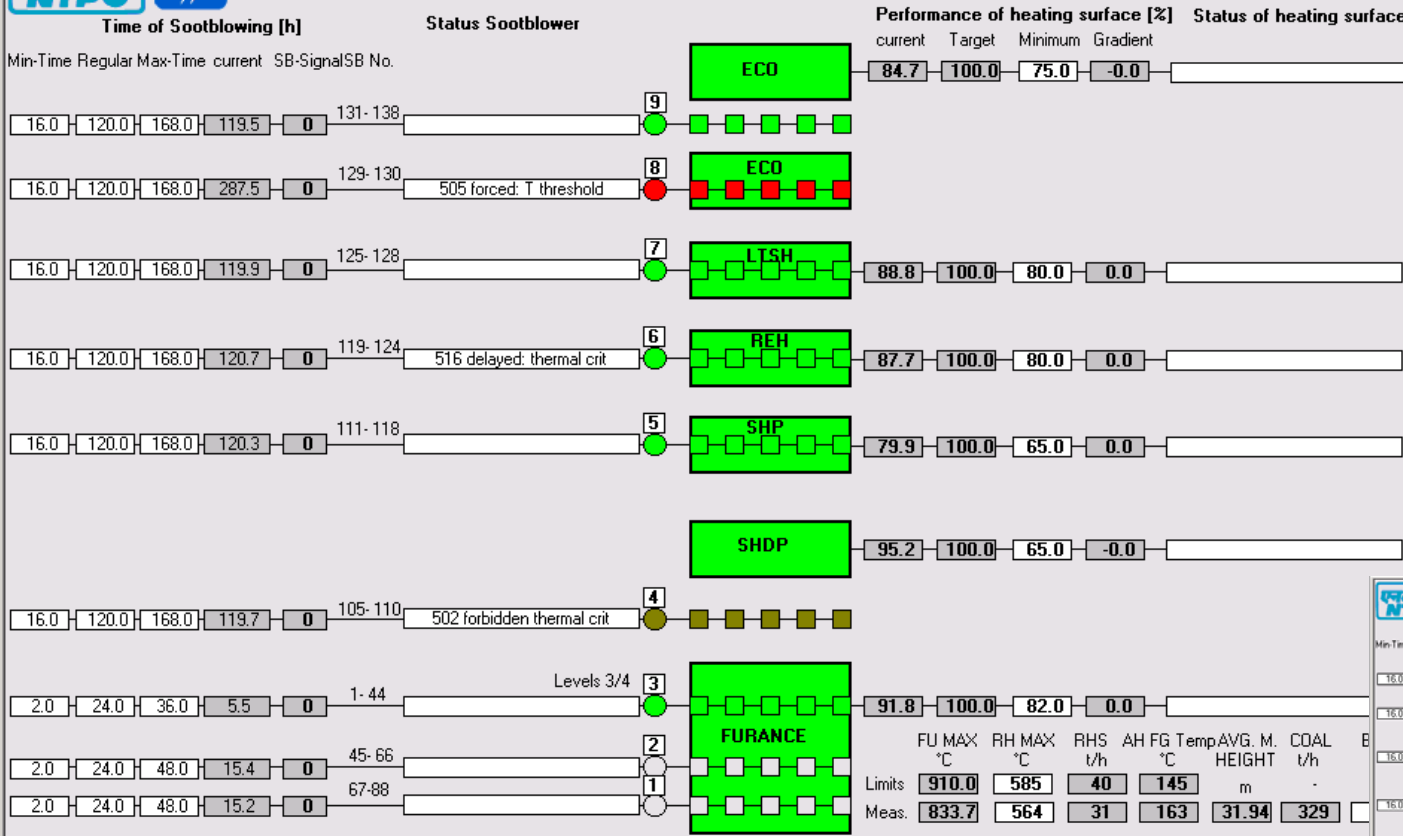 NTPC
Time of Sootblowing [h] Status Sootblower Performance of heating surface [%] Status of heating surface
current Target Minimum Gradient
Min-Time Regular Max-Time current SB-Signal SB No.
ECO 84.7 100.0 75.0 -0.0
16.0 120.0 168.0 119.5 0 131- 138 9
16.0 120.0 168.0 287.5 0 129- 130 505 forced: T threshold 8 ECO
16.0 120.0 168.0 119.9 0 125- 128 7 LTSH 88.8 100.0 80.0 0.0
16.0 120.0 168.0 120.7 0 119- 124 516 delayed: thermal crit 6 REH 87.7 100.0 80.0 0.0
16.0 120.0 168.0 120.3 0 111- 118 5 SHP 79.9 100.0 65.0 0.0
SHDP 95.2 100.0 65.0 -0.0
16.0 120.0 168.0 119.7 0 105- 110 502 forbidden thermal crit 4
2.0 24.0 36.0 5.5 0 1- 44 Levels 3/4 3 91.8 100.0 82.0 0.0
FURANCE
2.0 24.0 48.0 15.4 0 45- 66 2
2.0 24.0 48.0 15.2 0 67-88 1
FU MAX RH MAX RHS AH FG Temp AVG. M. COAL
°C °C t/h °C HEIGHT t/h
Limits 910.0 585 40 145 m -
Meas. 833.7 564 31 163 31.94 329
Min-Tim
16.0
16.0
16.0
16.0